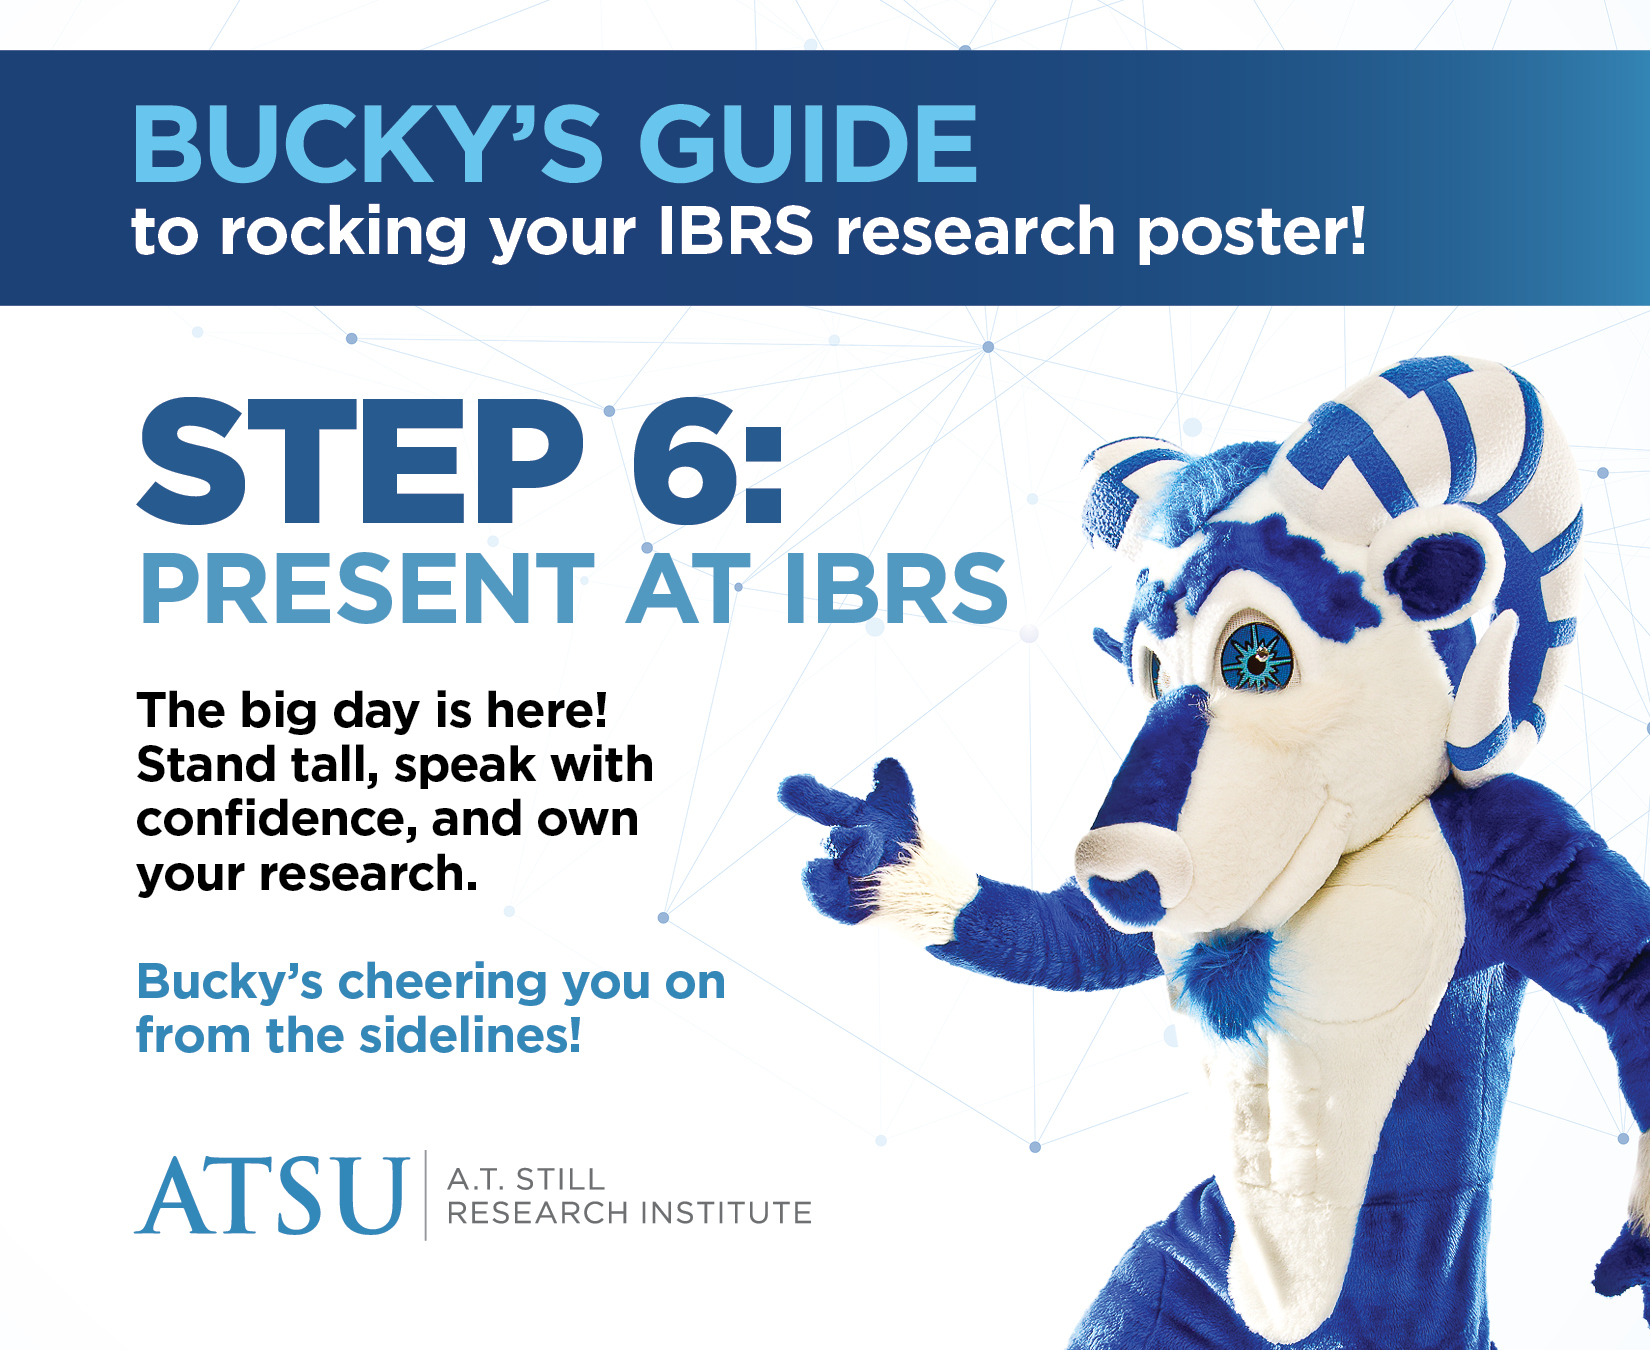 BUCKY’S GUIDE
to rocking your IBRS research poster!
STEP 6:
PRESENT AT IBRS
The big day is here!
Stand tall, speak with
confidence, and own
your research.
Bucky’s cheering you on
from the sidelines!
ATSU
A.T. STILL
RESEARCH INSTITUTE